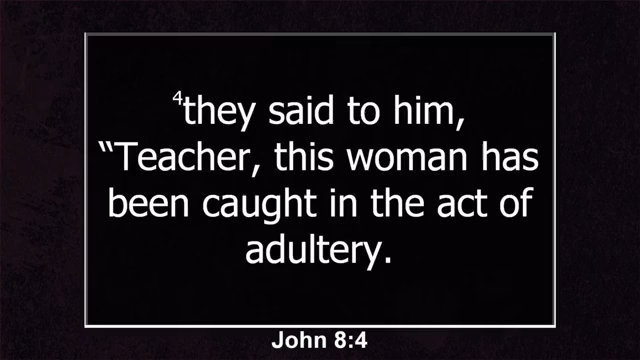 ⁴they said to him,
“Teacher, this woman has
been caught in the act of
adultery.
John 8:4